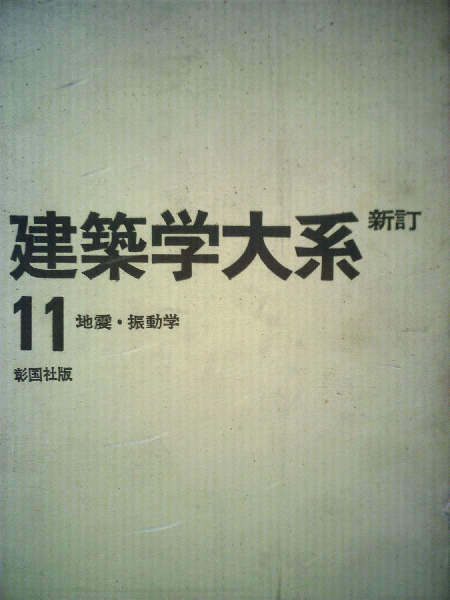 建築学大系 新訂
11 地震・振動学
彰国社版